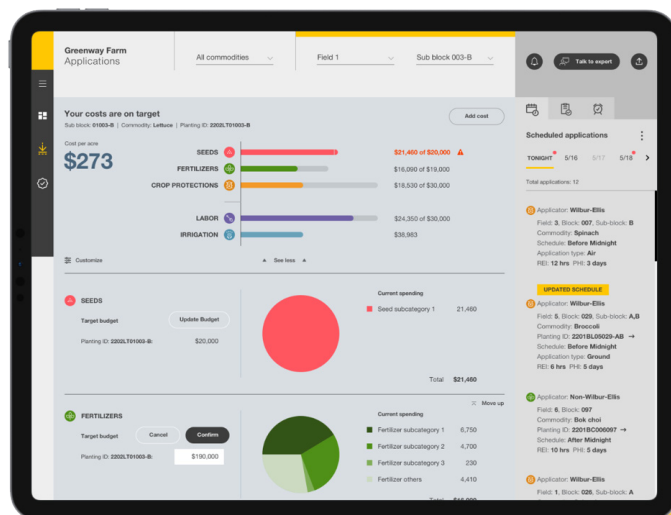 Greenway Farm
Applications
All commodities
Field 1
Sub block 003-B
Talk to expert
Your costs are on target
Sub block: 01003-B | Commodity: Lettuce | Planting ID: 2202LT01003-B
Add cost
Cost per acre
$273
SEEDS $21,460 of $20,000
FERTILIZERS $16,090 of $19,000
CROP PROTECTIONS $18,530 of $30,000
LABOR $24,350 of $30,000
IRRIGATION $38,983
Customize
See less
SEEDS
Target budget
Update Budget
Planting ID: 2202LT01003-B: $20,000
Current spending
Seed subcategory 1 21,460
Total $21,460
Move up
FERTILIZERS
Target budget
Cancel
Confirm
Planting ID: 2202LT01003-B: $190,000
Current spending
Fertilizer subcategory 1 6,750
Fertilizer subcategory 2 4,700
Fertilizer subcategory 3 230
Fertilizer others 4,410
Total
Scheduled applications
TONIGHT 5/16 5/17 5/18
Total applications: 12
Applicator: Wilbur-Ellis
Field: 3, Block: 007, Sub-block: B
Commodity: Spinach
Schedule: Before Midnight
Application type: Air
REI: 12 hrs PHI: 3 days
UPDATED SCHEDULE
Applicator: Wilbur-Ellis
Field: 5, Block: 029, Sub-block: A,B
Commodity: Broccoli
Planting ID: 2201BL05029-AB →
Schedule: Before Midnight
Application type: Ground
REI: 6 hrs PHI: 5 days
Applicator: Non-Wilbur-Ellis
Field: 6, Block: 097
Commodity: Bok choi
Planting ID: 2201BC006097 →
Schedule: After Midnight
REI: 10 hrs PHI: 5 days
Applicator: Wilbur-Ellis
Field: 1, Block: 026, Sub-block: A